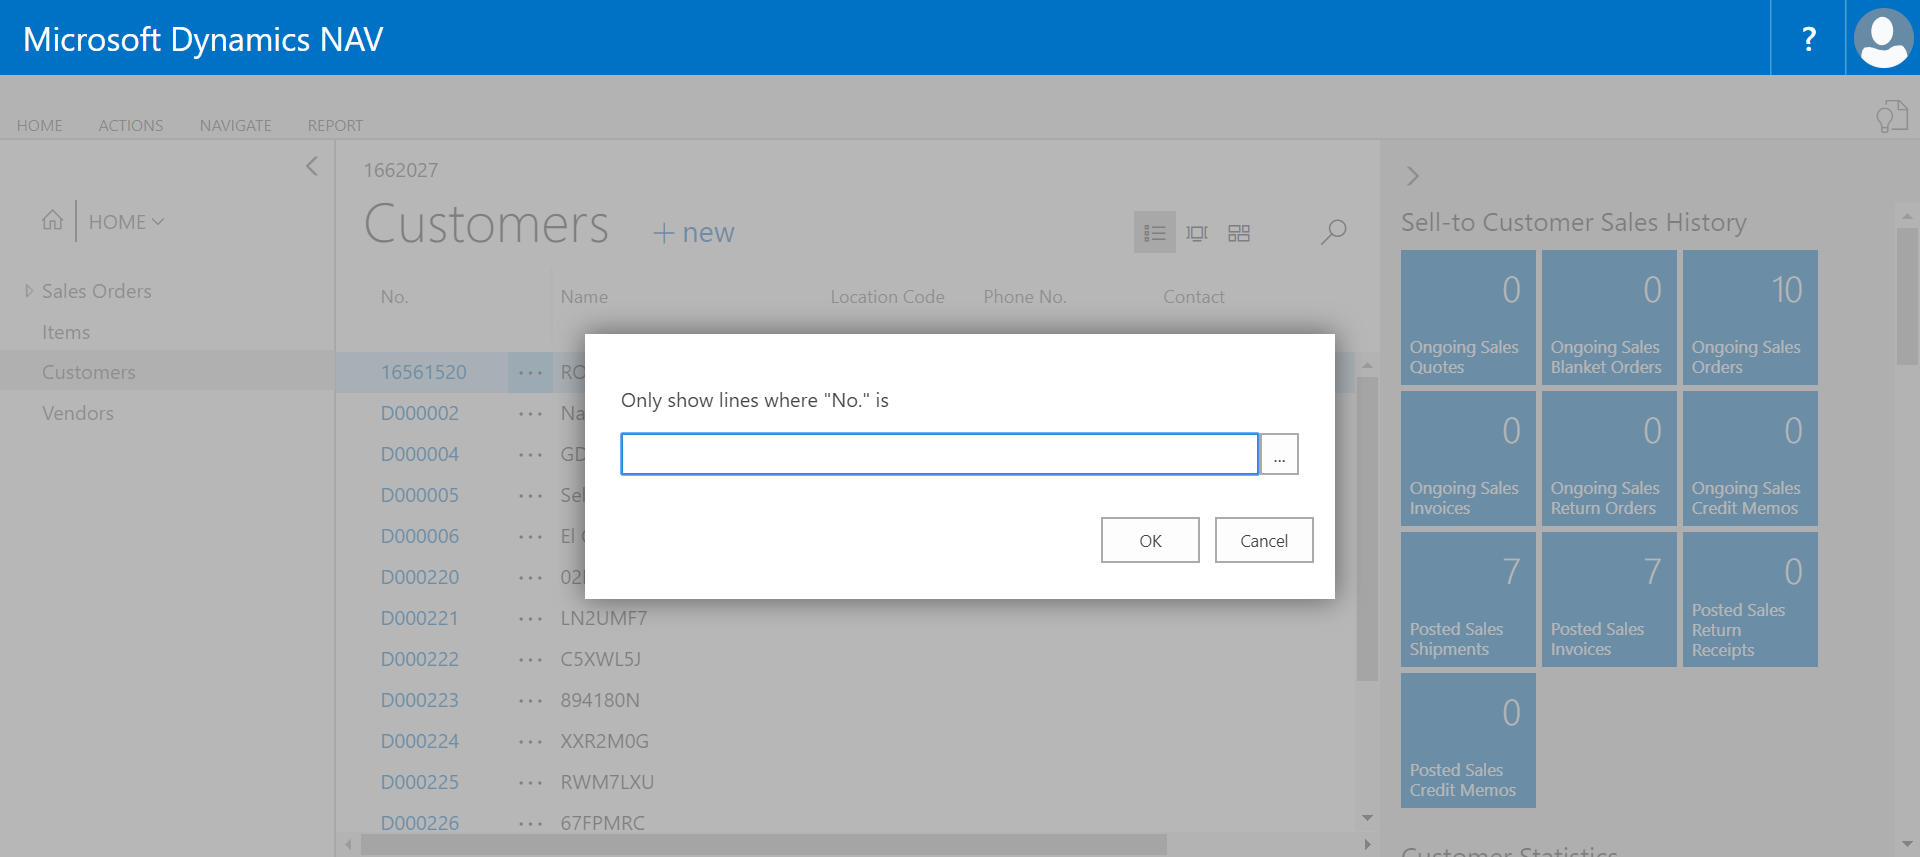 Microsoft Dynamics NAV
?
HOME
ACTIONS
NAVIGATE
REPORT
HOME
Sales Orders
Items
Customers
Vendors
1662027
Customers
+ new
No.
Name
Location Code
Phone No.
Contact
16561520 ··· RO
D000002 ··· Na
D000004 ··· GD
D000005 ··· Sel
D000006 ··· El
D000220 ··· 02
D000221 ··· LN2UMF7
D000222 ··· C5XWL5J
D000223 ··· 894180N
D000224 ··· XXR2M0G
D000225 ··· RWM7LXU
D000226 ··· 67FPMRC
Only show lines where "No." is
...
OK
Cancel
Sell-to Customer Sales History
0
Ongoing Sales
Quotes
0
Ongoing Sales
Blanket Orders
10
Ongoing Sales
Orders
0
Ongoing Sales
Invoices
0
Ongoing Sales
Return Orders
0
Ongoing Sales
Credit Memos
7
Posted Sales
Shipments
7
Posted Sales
Invoices
0
Posted Sales
Return
Receipts
0
Posted Sales
Credit Memos
Customer Statistics